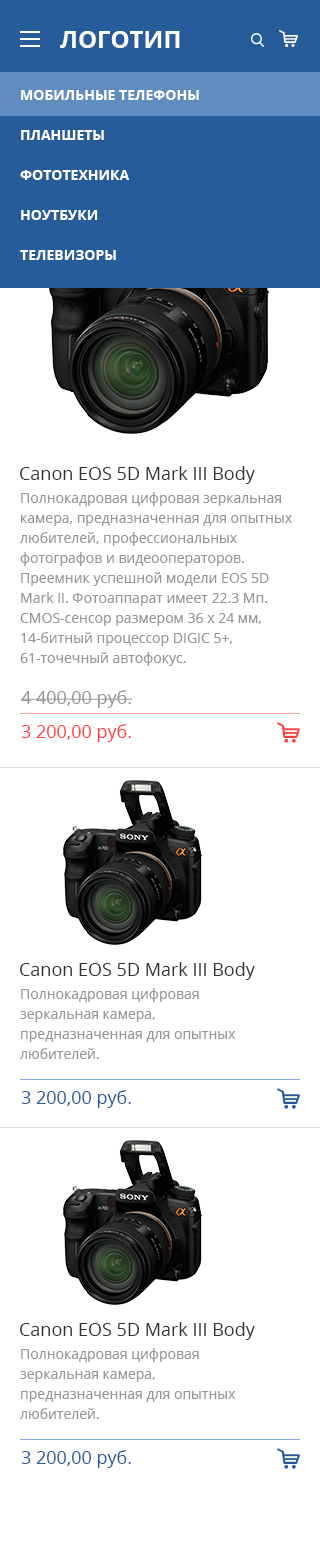 ЛОГОТИП
МОБИЛЬНЫЕ ТЕЛЕФОНЫ
ПЛАНШЕТЫ
ФОТОТЕХНИКА
НОУТБУКИ
ТЕЛЕВИЗОРЫ
α
Canon EOS 5D Mark III Body
Полнокадровая цифровая зеркальная
камера, предназначенная для опытных
любителей, профессиональных
фотографов и видеооператоров.
Преемник успешной модели EOS 5D
Mark II. Фотоаппарат имеет 22.3 Мп.
CMOS-сенсор размером 36 x 24 мм,
14-битный процессор DIGIC 5+,
61-точечный автофокус.
4 400,00 руб.
3 200,00 руб.
SONY
α700
α
Canon EOS 5D Mark III Body
Полнокадровая цифровая
зеркальная камера,
предназначенная для опытных
любителей.
3 200,00 руб.
SONY
α700
α
Canon EOS 5D Mark III Body
Полнокадровая цифровая
зеркальная камера,
предназначенная для опытных
любителей.
3 200,00 руб.